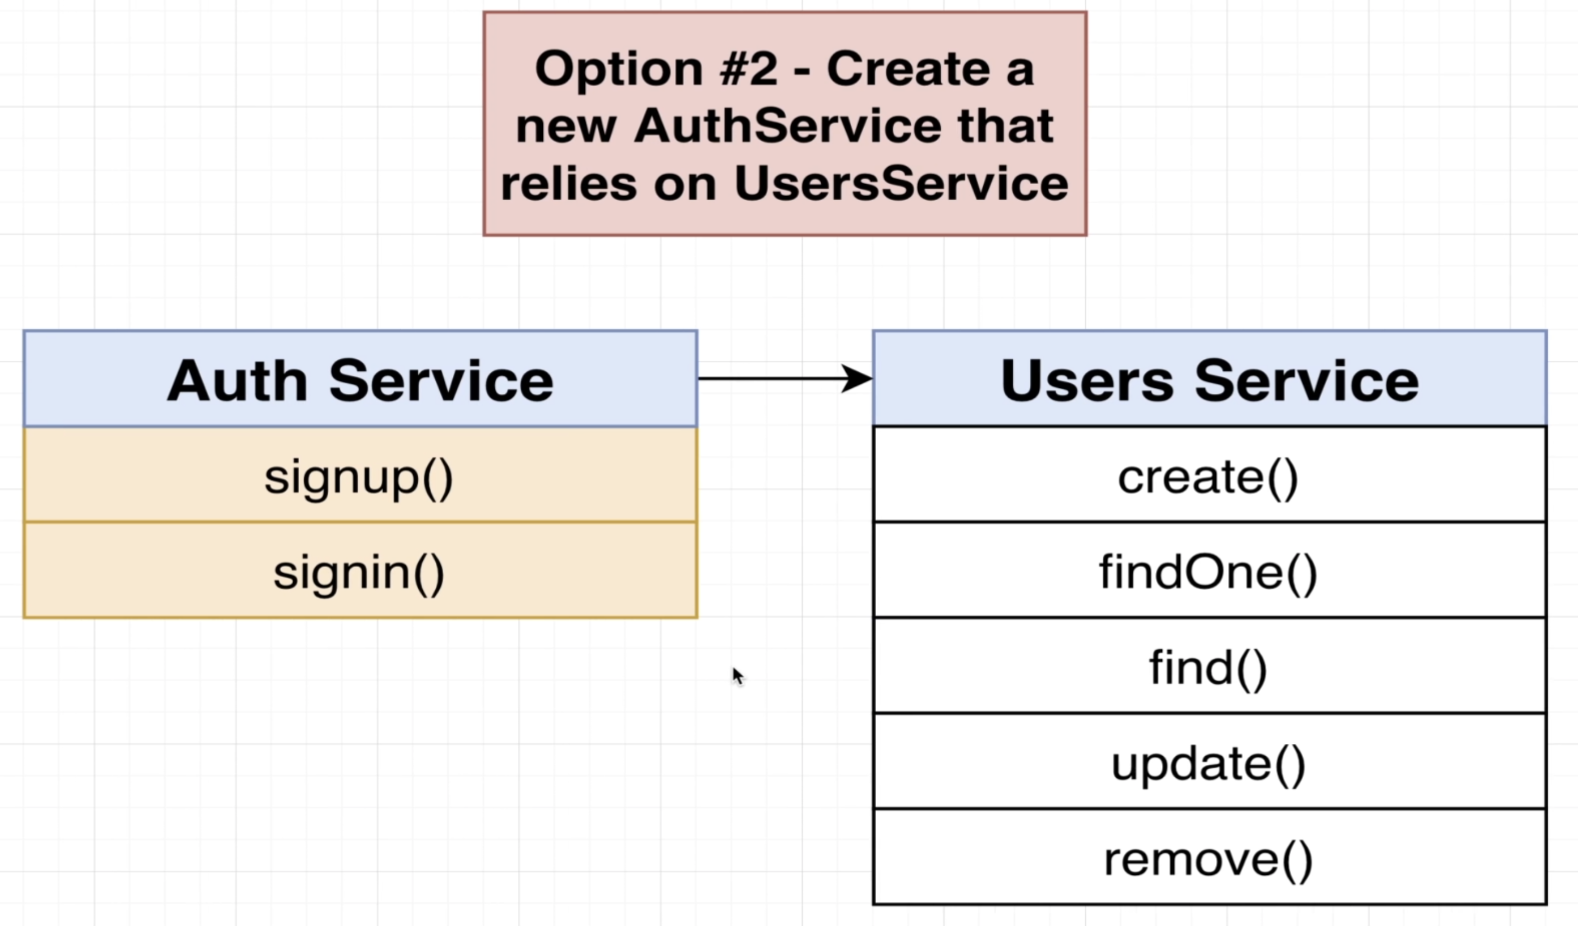 Option #2 - Create a
new AuthService that
relies on UsersService
Auth Service
signup()
signin()
Users Service
create()
findOne()
find()
update()
remove()